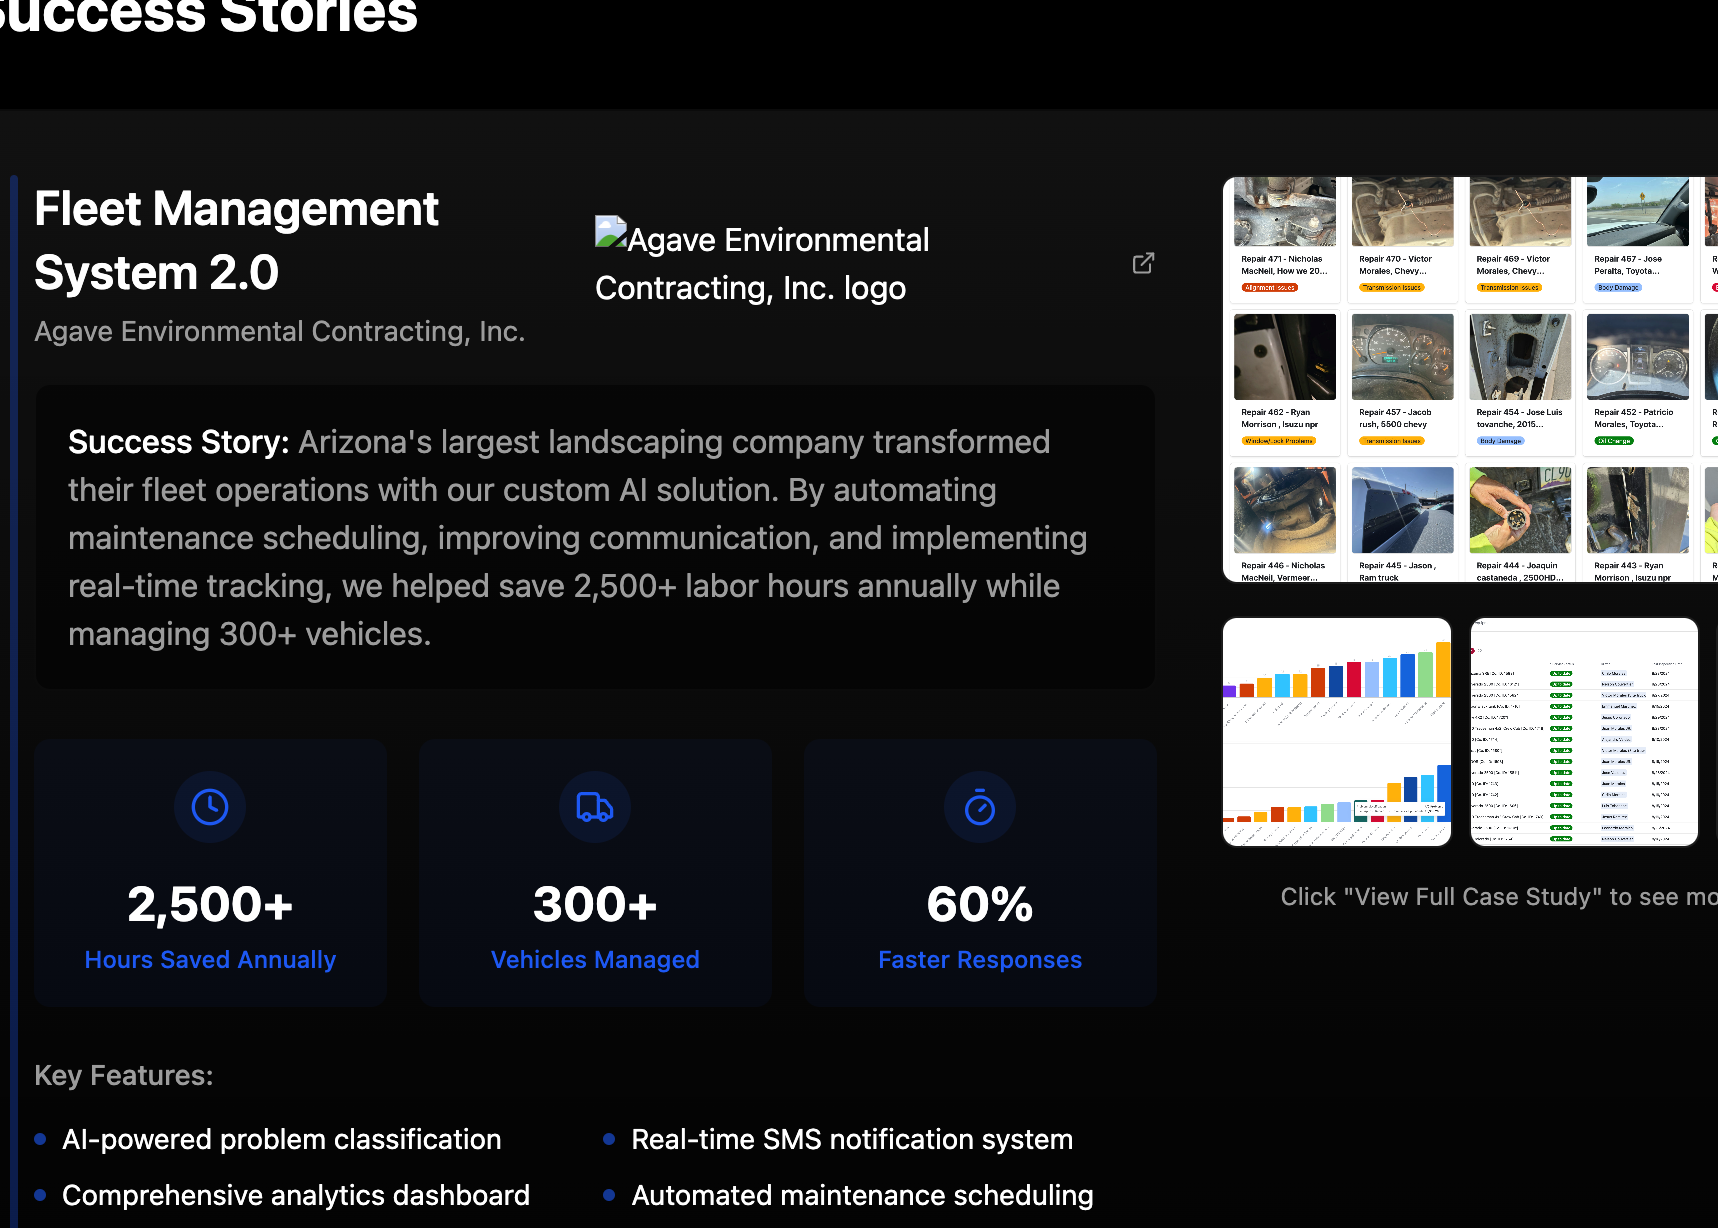 Success Stories
Fleet Management
System 2.0
Agave Environmental Contracting, Inc.
Agave Environmental
Contracting, Inc. logo
Success Story: Arizona's largest landscaping company transformed
their fleet operations with our custom AI solution. By automating
maintenance scheduling, improving communication, and implementing
real-time tracking, we helped save 2,500+ labor hours annually while
managing 300+ vehicles.
2,500+
Hours Saved Annually
300+
Vehicles Managed
60%
Faster Responses
Key Features:
AI-powered problem classification
Real-time SMS notification system
Comprehensive analytics dashboard
Automated maintenance scheduling
Repair 471 - Nicholas
MacNeil, How we 20...
Alignment Issues
Repair 470 - Victor
Morales, Chevy...
Transmission Issues
Repair 469 - Victor
Morales, Chevy...
Transmission Issues
Repair 467 - Jose
Peralta, Toyota...
Body Damage
Repair 462 - Ryan
Morrison , Isuzu npr
Window/Lock Problems
Repair 457 - Jacob
rush, 5500 chevy
Transmission Issues
Repair 454 - Jose Luis
tovanche, 2015...
Body Damage
Repair 452 - Patricio
Morales, Toyota...
Oil Change
Repair 446 - Nicholas
MacNeil, Vermeer...
Repair 445 - Jason ,
Ram truck
Repair 444 - Joaquin
castaneda , 2500HD...
Repair 443 - Ryan
Morrison , Isuzu npr
Click "View Full Case Study" to see mo